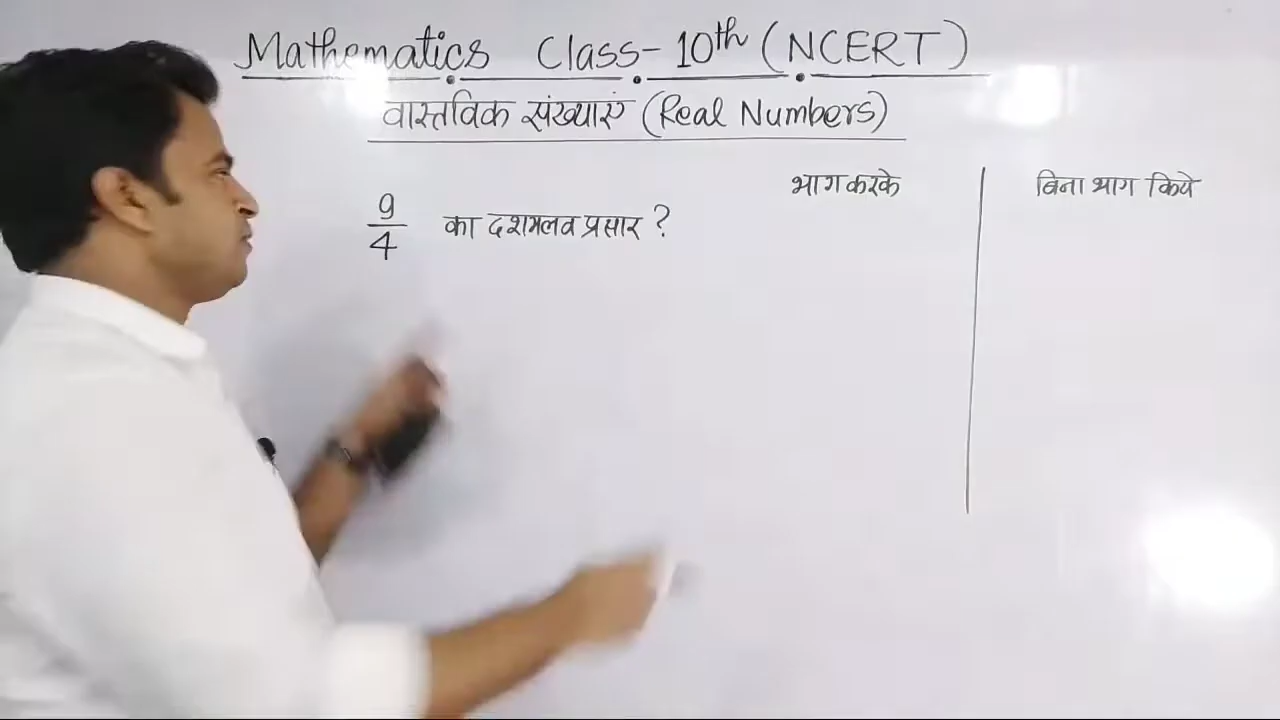 Mathematics Class- 10th (NCERT)
वास्तविक संख्याएं (Real Numbers)
भाग करके
बिना भाग किये
9/4 का दशमलव प्रसार ?